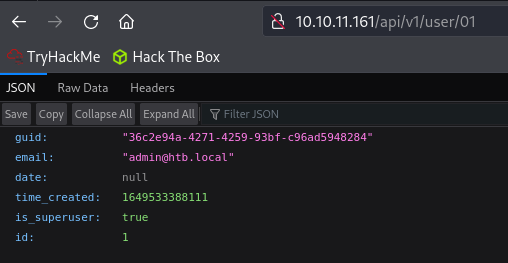 10.10.11.161/api/v1/user/01
TryHackMe Hack The Box
JSON Raw Data Headers
Save Copy Collapse All Expand All Filter JSON
guid: "36c2e94a-4271-4259-93bf-c96ad5948284"
email: "admin@htb.local"
date: null
time_created: 1649533388111
is_superuser: true
id: 1